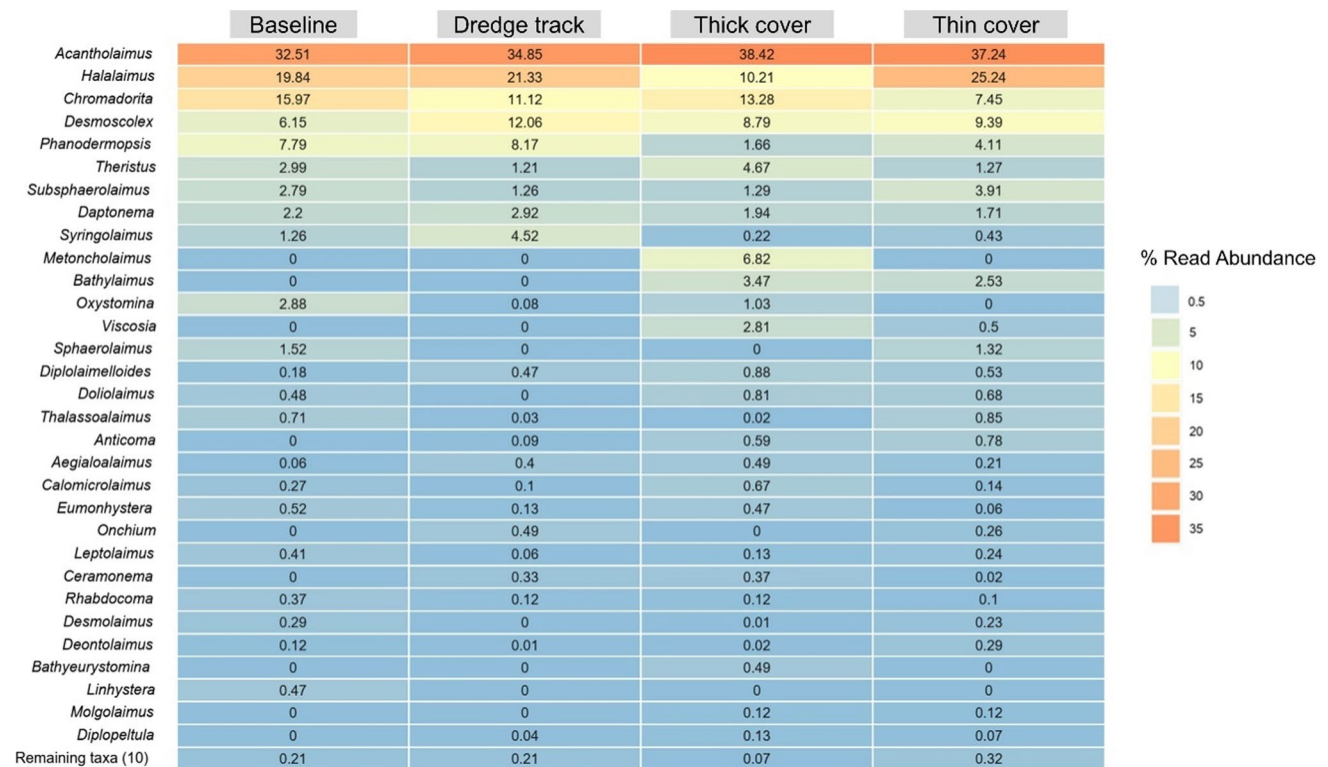 Baseline Dredge track Thick cover Thin cover
Acantholaimus 32.51 34.85 38.42 37.24
Halalaimus 19.84 21.33 10.21 25.24
Chromadorita 15.97 11.12 13.28 7.45
Desmoscolex 6.15 12.06 8.79 9.39
Phanodermopsis 7.79 8.17 1.66 4.11
Theristus 2.99 1.21 4.67 1.27
Subsphaerolaimus 2.79 1.26 1.29 3.91
Daptonema 2.2 2.92 1.94 1.71
Syringolaimus 1.26 4.52 0.22 0.43
Metoncholaimus 0 0 6.82 0
Bathylaimus 0 0 3.47 2.53
Oxystomina 2.88 0.08 1.03 0
Viscosia 0 0 2.81 0.5
Sphaerolaimus 1.52 0 0 1.32
Diplolaimelloides 0.18 0.47 0.88 0.53
Doliolaimus 0.48 0 0.81 0.68
Thalassoalaimus 0.71 0.03 0.02 0.85
Anticoma 0 0.09 0.59 0.78
Aegialoalaimus 0.06 0.4 0.49 0.21
Calomicrolaimus 0.27 0.1 0.67 0.14
Eumonhystera 0.52 0.13 0.47 0.06
Onchium 0 0.49 0 0.26
Leptolaimus 0.41 0.06 0.13 0.24
Ceramonema 0 0.33 0.37 0.02
Rhabdocoma 0.37 0.12 0.12 0.1
Desmolaimus 0.29 0 0.01 0.23
Deontolaimus 0.12 0.01 0.02 0.29
Bathyeurystomina 0 0 0.49 0
Linhystera 0.47 0 0 0
Molgolaimus 0 0 0.12 0.12
Diplopeltula 0 0.04 0.13 0.07
Remaining taxa (10) 0.21 0.21 0.07 0.32
% Read Abundance
0.5
5
10
15
20
25
30
35